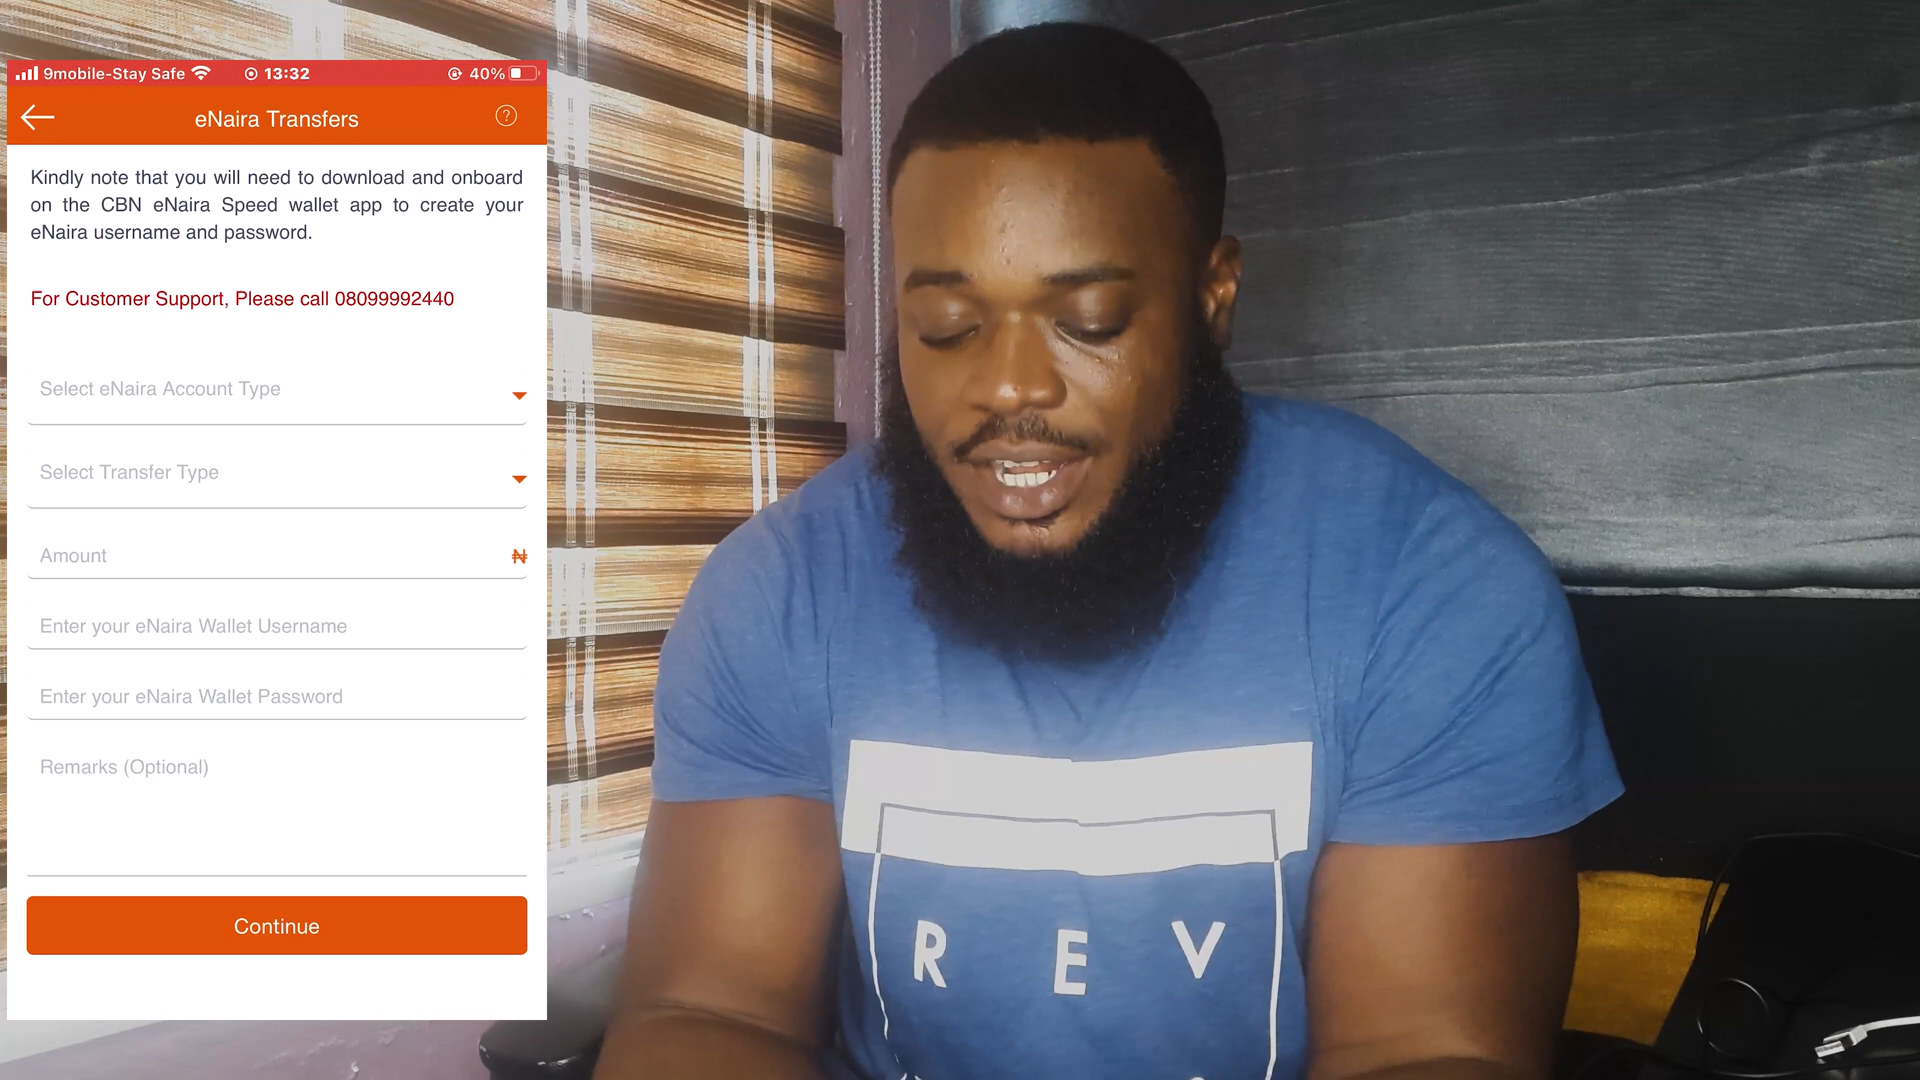 9mobile-Stay Safe 13:32 40%
eNaira Transfers ?
Kindly note that you will need to download and onboard
on the CBN eNaira Speed wallet app to create your
eNaira username and password.
For Customer Support, Please call 08099992440
Select eNaira Account Type
Select Transfer Type
Amount ₦
Enter your eNaira Wallet Username
Enter your eNaira Wallet Password
Remarks (Optional)
Continue
R E V